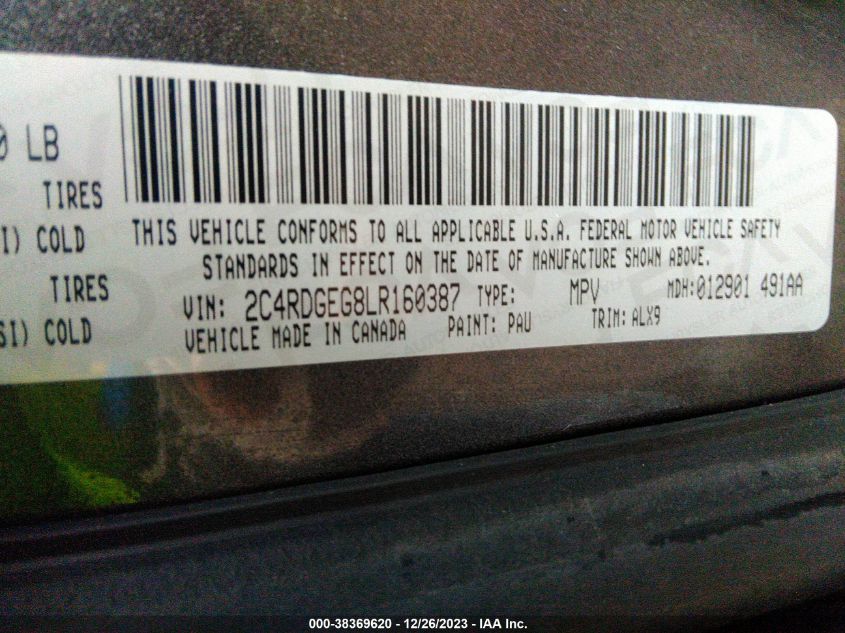 0 LB
TIRES
I) COLD
TIRES
SI) COLD
THIS VEHICLE CONFORMS TO ALL APPLICABLE U.S.A. FEDERAL MOTOR VEHICLE SAFETY
STANDARDS IN EFFECT ON THE DATE OF MANUFACTURE SHOWN ABOVE.
VIN: 2C4RDGEG8LR160387 TYPE: MPV MDH:012901 491AA
VEHICLE MADE IN CANADA PAINT: PAU TRIM: ALX9
000-38369620 - 12/26/2023 - IAA Inc.